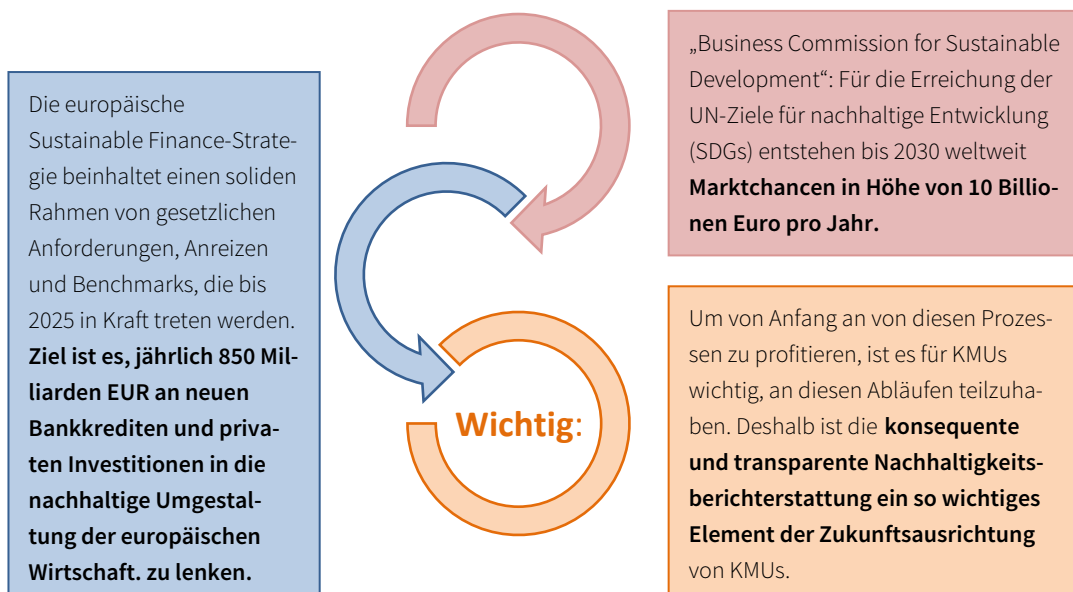 „Business Commission for Sustainable
Development“: Für die Erreichung der
UN-Ziele für nachhaltige Entwicklung
(SDGs) entstehen bis 2030 weltweit
Marktchancen in Höhe von 10 Billio-
nen Euro pro Jahr.
Die europäische
Sustainable Finance-Strate-
gie beinhaltet einen soliden
Rahmen von gesetzlichen
Anforderungen, Anreizen
und Benchmarks, die bis
2025 in Kraft treten werden.
Ziel ist es, jährlich 850 Mil-
liarden EUR an neuen
Bankkrediten und priva-
ten Investitionen in die
nachhaltige Umgestal-
tung der europäischen
Wirtschaft. zu lenken.
Wichtig:
Um von Anfang an von diesen Prozes-
sen zu profitieren, ist es für KMUs
wichtig, an diesen Abläufen teilzuha-
ben. Deshalb ist die konsequente
und transparente Nachhaltigkeits-
berichterstattung ein so wichtiges
Element der Zukunftsausrichtung
von KMUs.